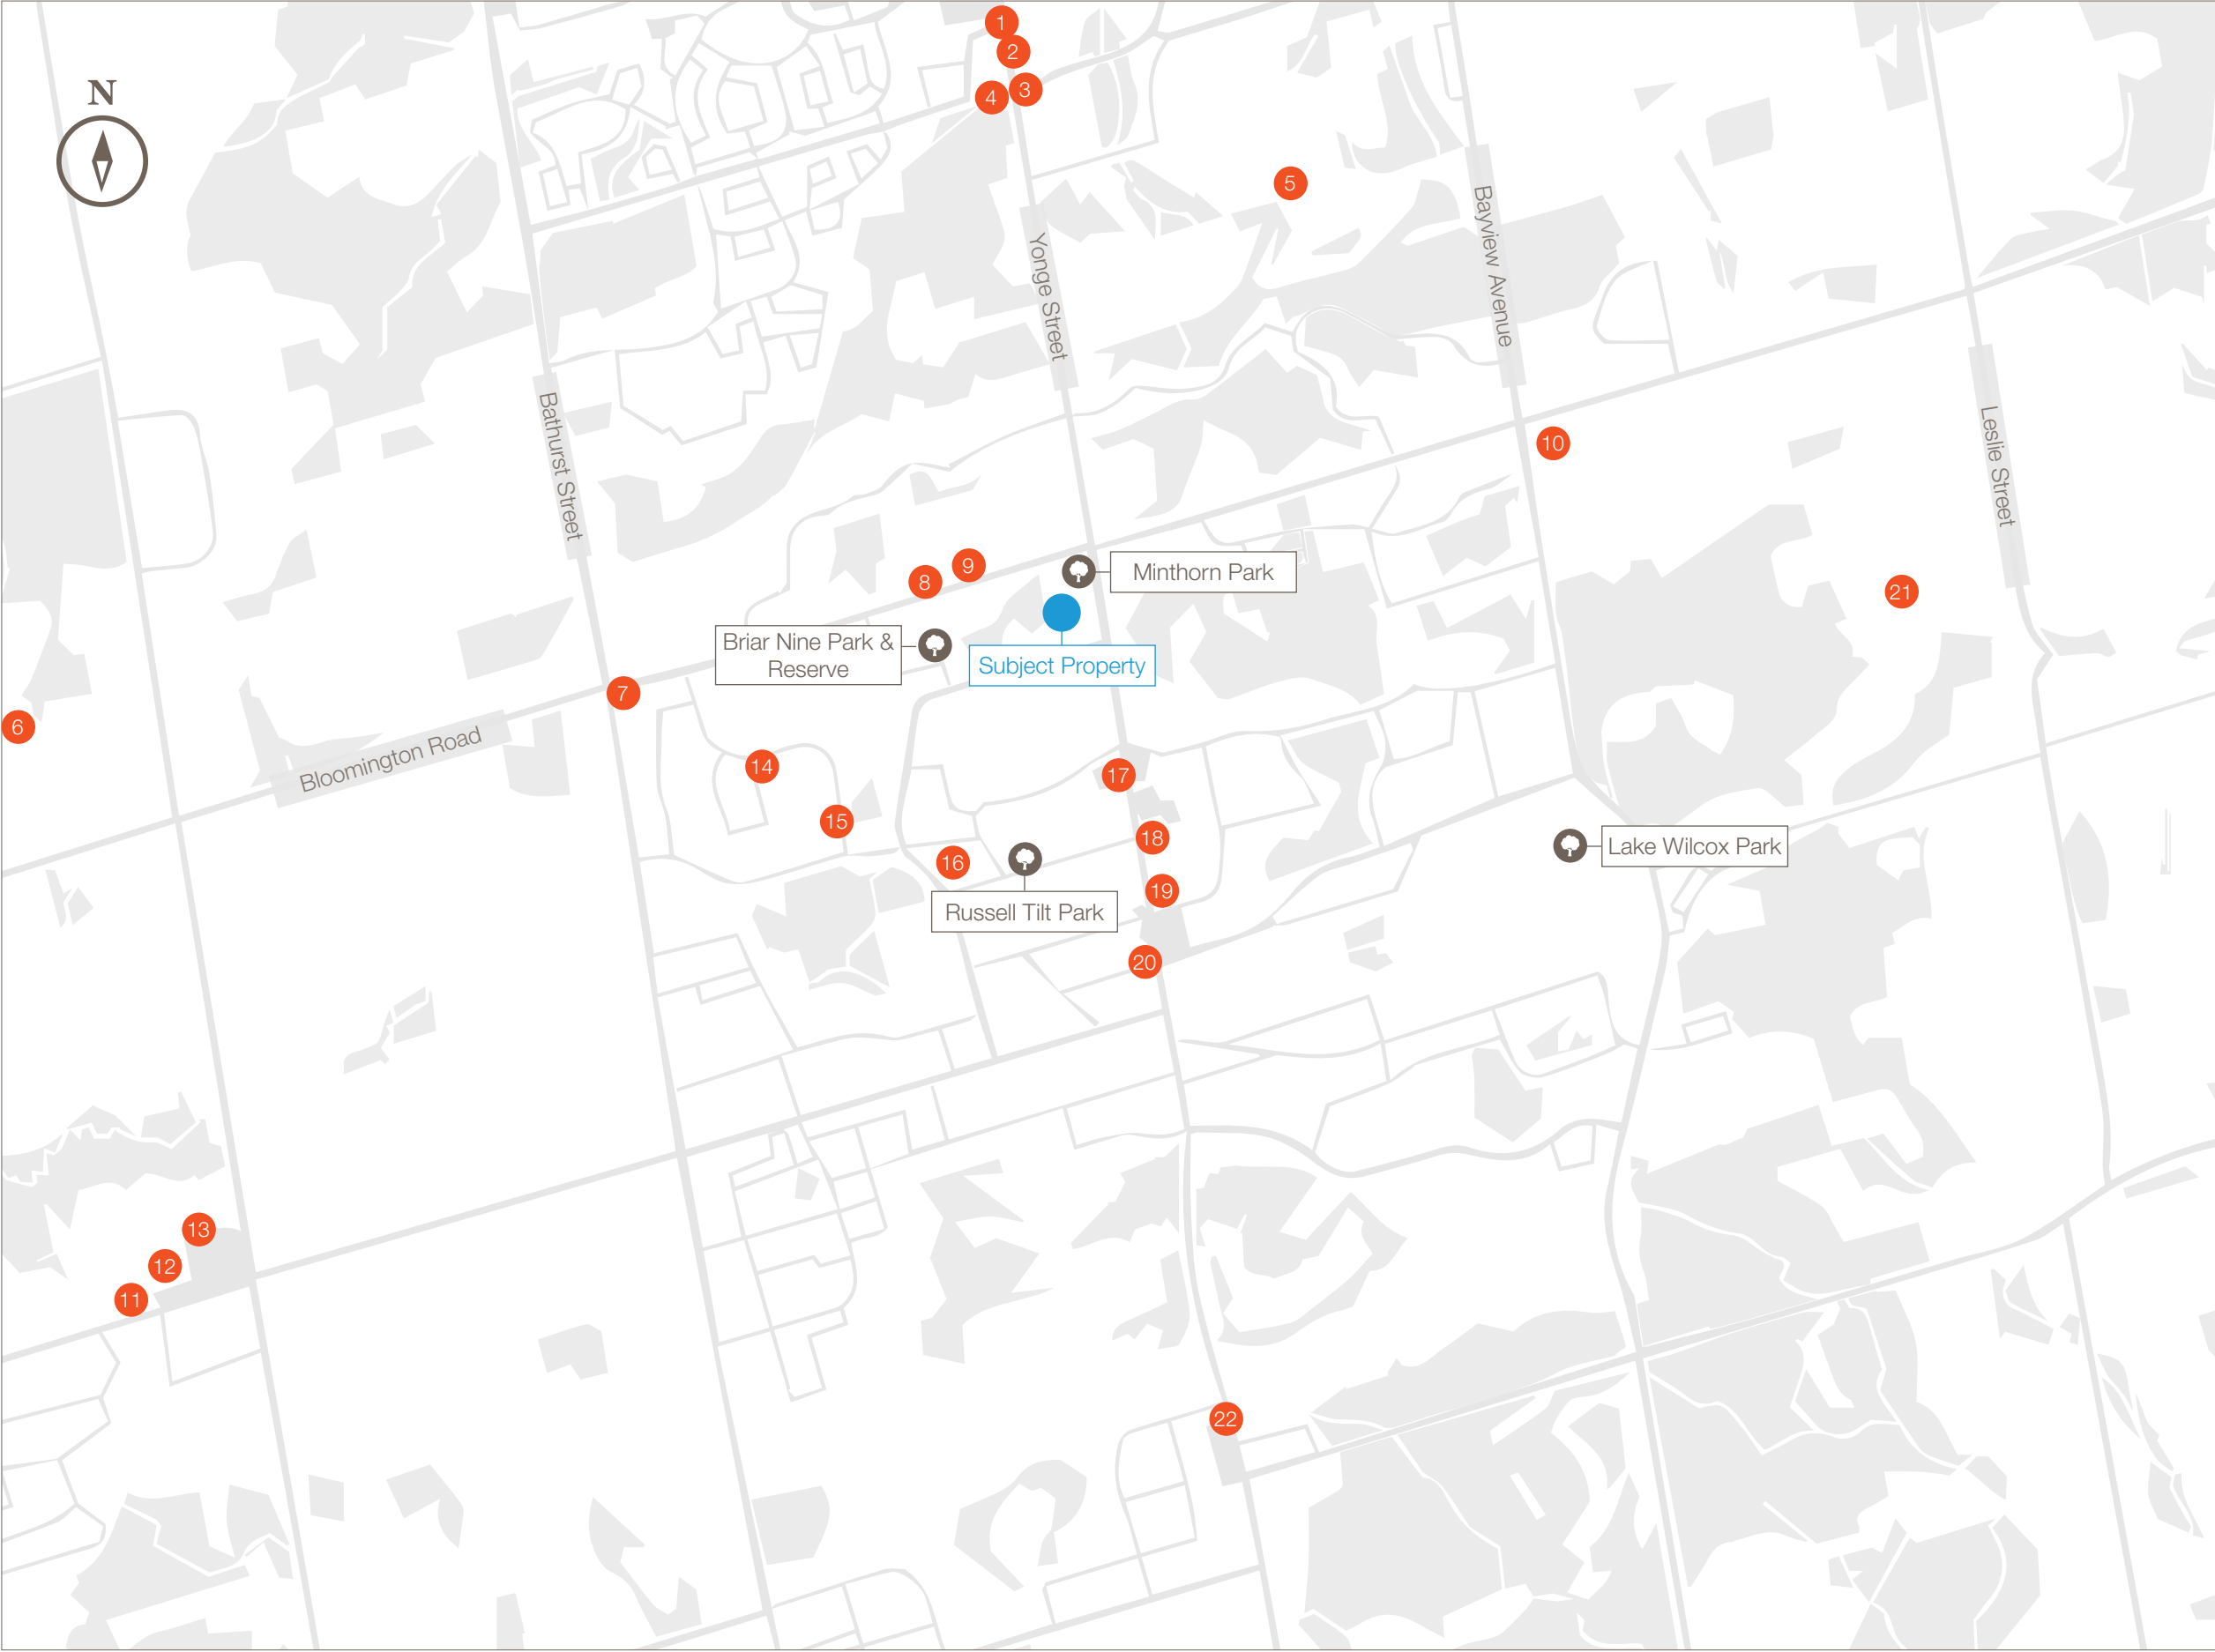 1
2
N
3
4
5
Bayview Avenue
Yonge Street
Bathurst Street
Leslie Street
10
9
Minthorn Park
8
21
Briar Nine Park &
Reserve
Subject Property
7
6
Bloomington Road
14
17
15
18
Lake Wilcox Park
16
19
Russell Tilt Park
20
13
12
11
22